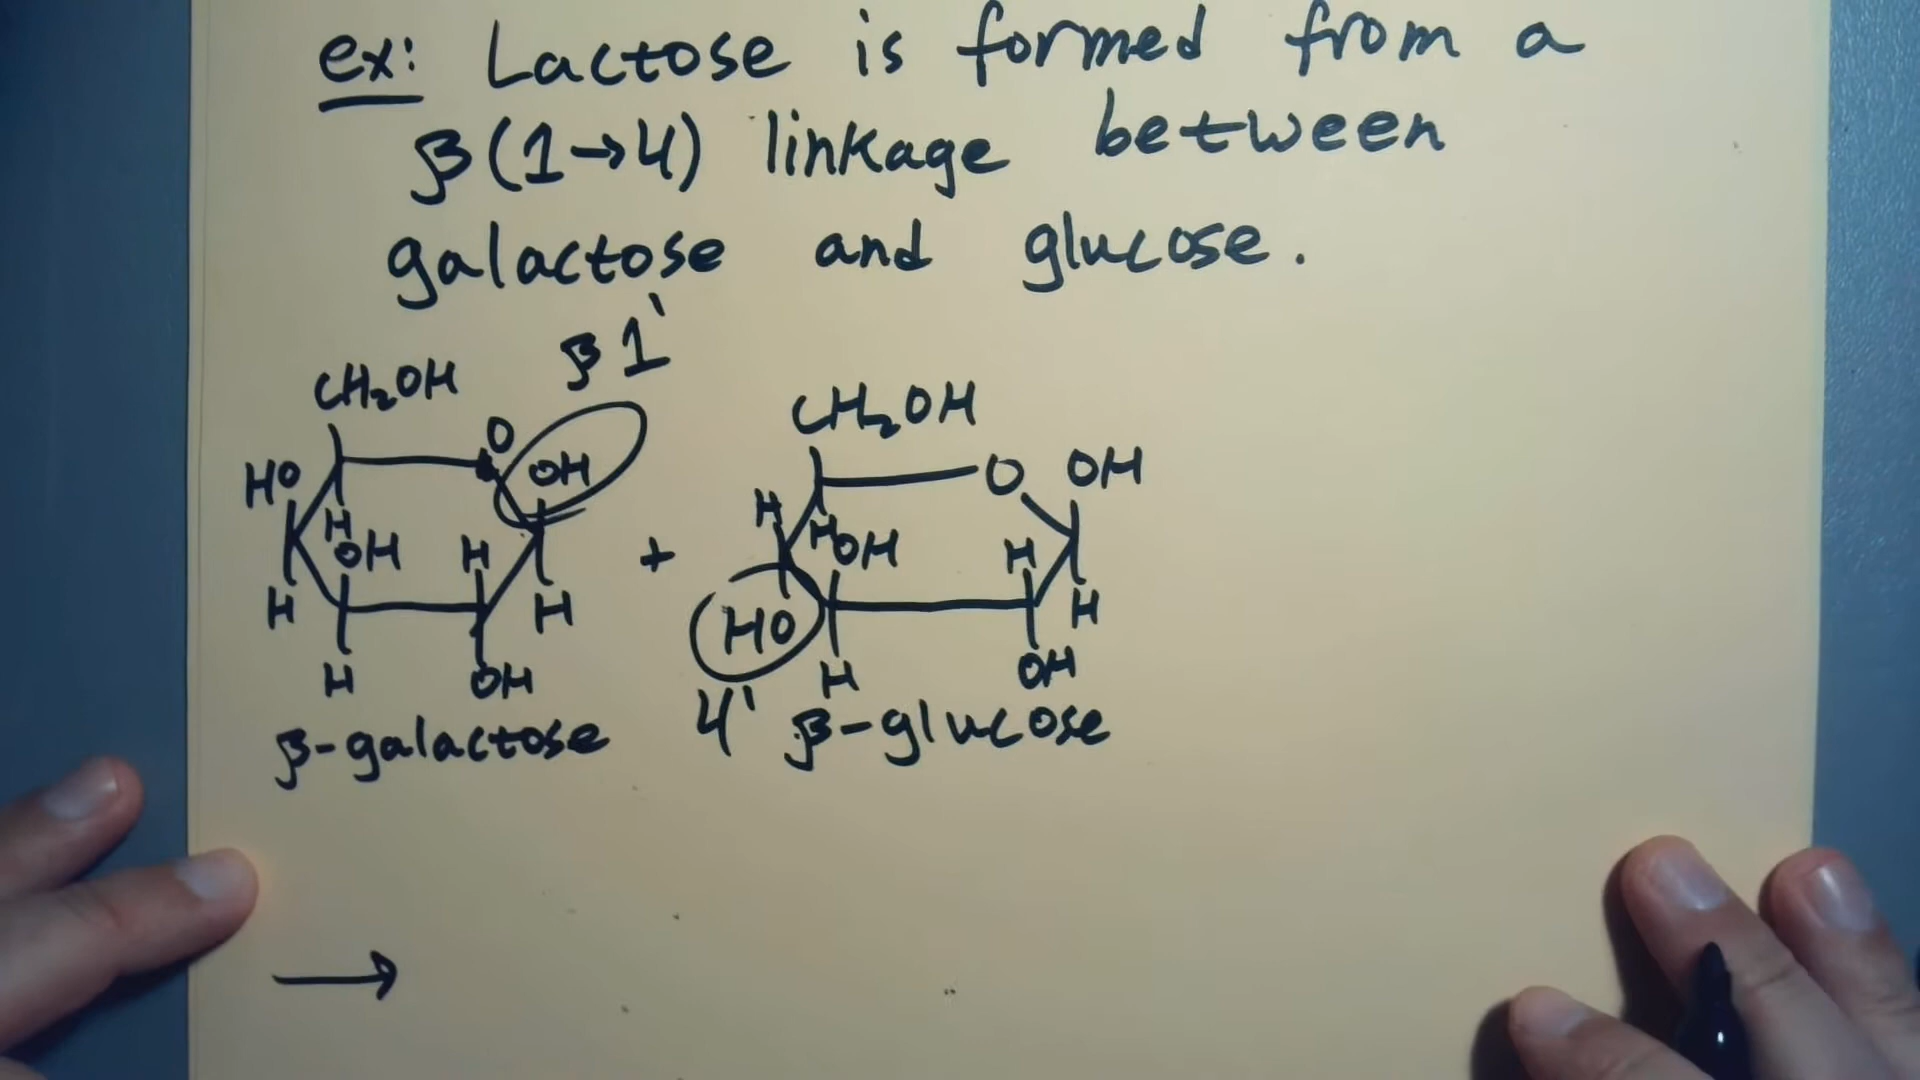 ex: Lactose is formed from a
β(1→4) linkage between
galactose and glucose.
β 1'
CH₂OH
CH₂OH
O
HO
OH
O
OH
H
H
H
OH
H
+
H
OH
H
H
H
HO
H
H
OH
H
OH
4'
β-galactose
β-glucose
→